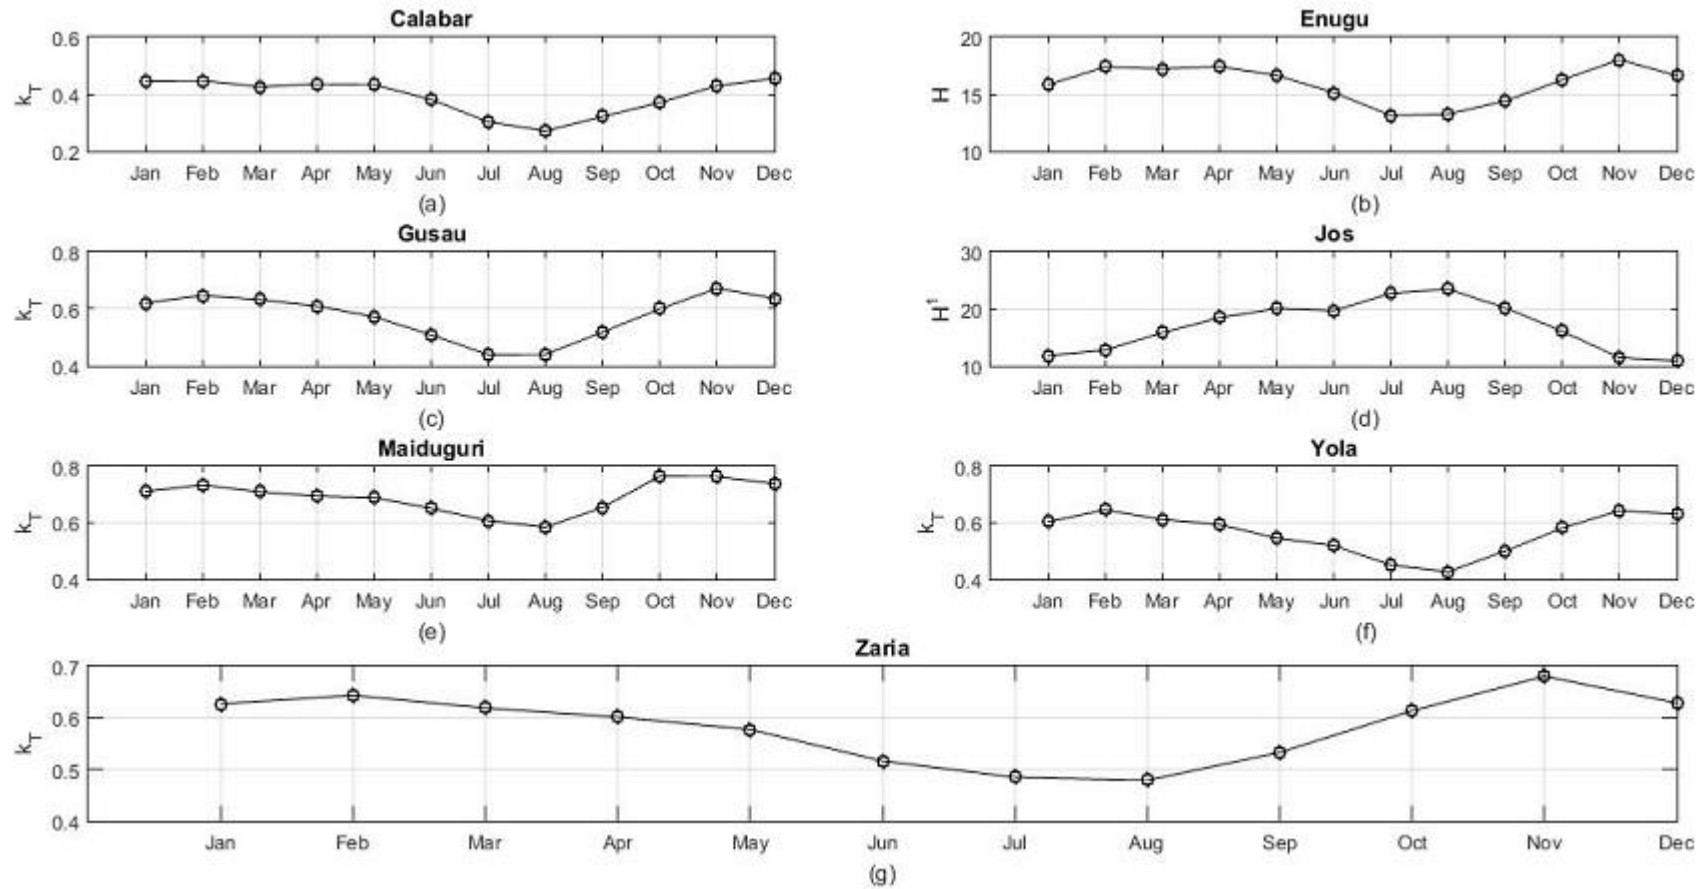 Calabar
k_T
0.6
0.4
0.2
Jan Feb Mar Apr May Jun Jul Aug Sep Oct Nov Dec
(a)
Enugu
H
20
15
10
Jan Feb Mar Apr May Jun Jul Aug Sep Oct Nov Dec
(b)
Gusau
k_T
0.8
0.6
0.4
Jan Feb Mar Apr May Jun Jul Aug Sep Oct Nov Dec
(c)
Jos
30
20
10
Jan Feb Mar Apr May Jun Jul Aug Sep Oct Nov Dec
(d)
Maiduguri
k_T
0.8
0.6
0.4
Jan Feb Mar Apr May Jun Jul Aug Sep Oct Nov Dec
(e)
Yola
k_T
0.8
0.6
0.4
Jan Feb Mar Apr May Jun Jul Aug Sep Oct Nov Dec
(f)
Zaria
k_T
0.7
0.6
0.5
0.4
Jan Feb Mar Apr May Jun Jul Aug Sep Oct Nov Dec
(g)